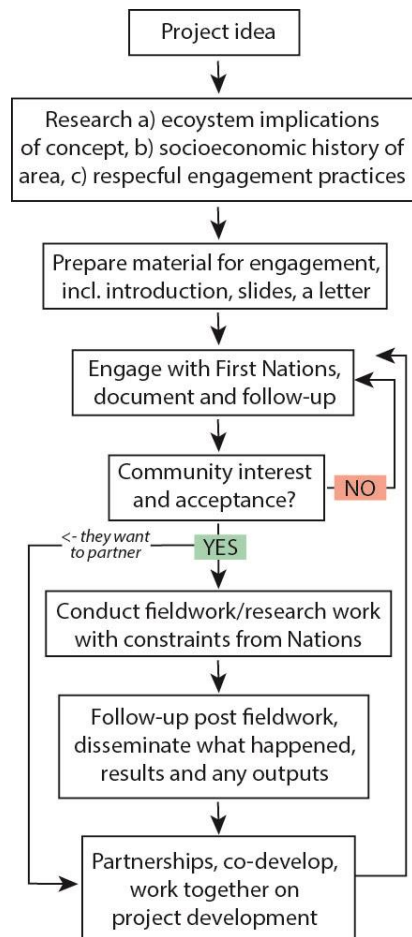 Project idea
Research a) ecoystem implications
of concept, b) socioeconomic history of
area, c) respecful engagement practices
Prepare material for engagement,
incl. introduction, slides, a letter
Engage with First Nations,
document and follow-up
Community interest
and acceptance?
NO
<- they want
to partner
YES
Conduct fieldwork/research work
with constraints from Nations
Follow-up post fieldwork,
disseminate what happened,
results and any outputs
Partnerships, co-develop,
work together on
project development